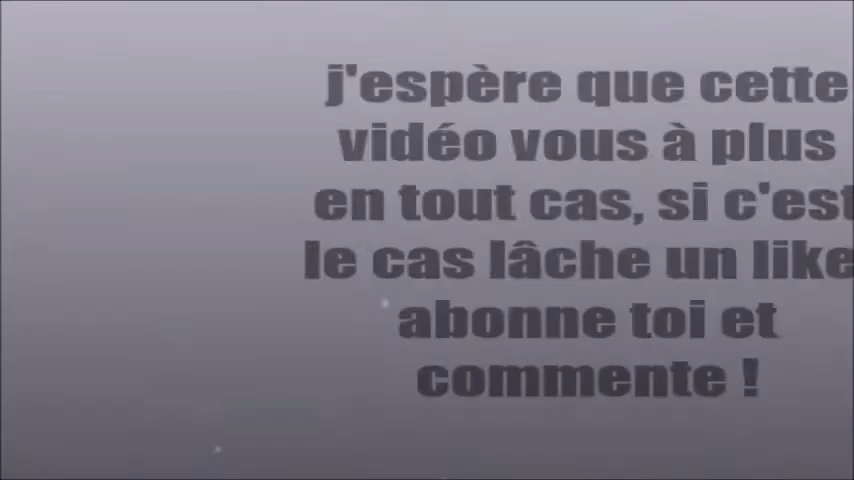 j'espère que cette
vidéo vous à plus
en tout cas, si c'est
le cas lâche un like
abonne toi et
commente !